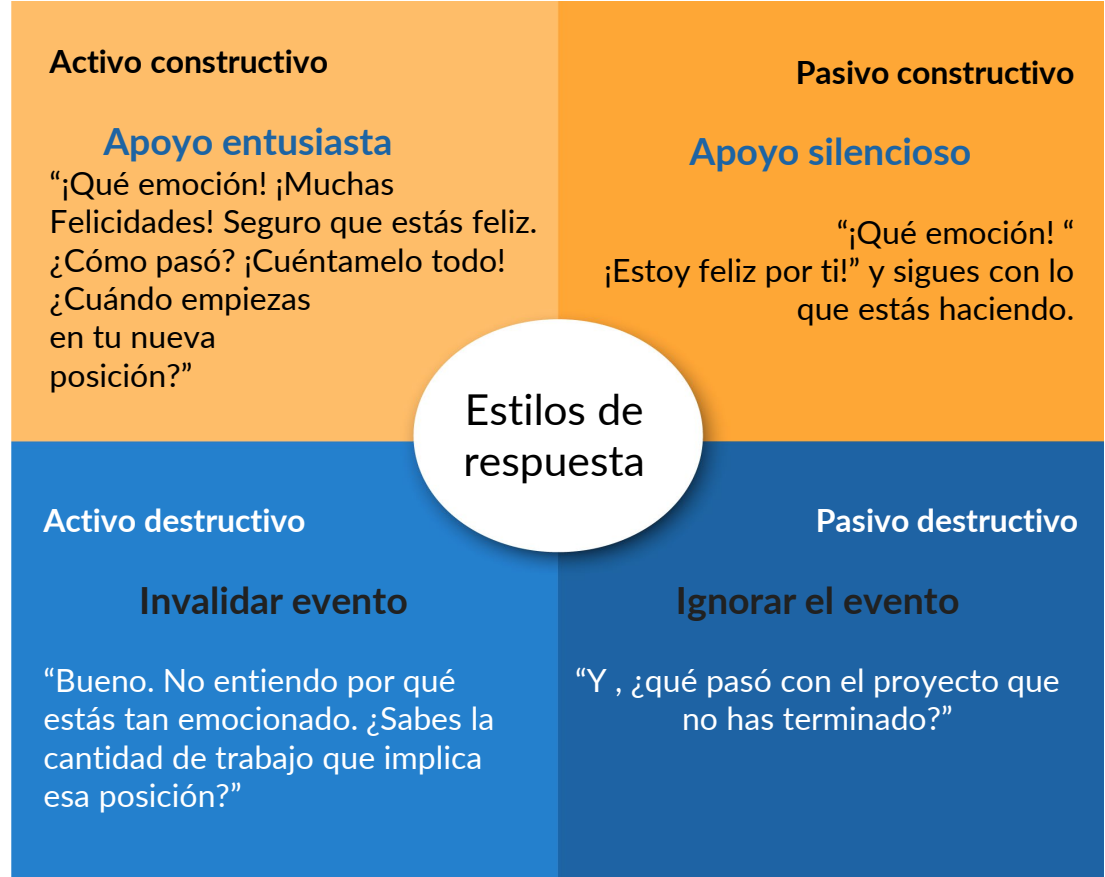 Activo constructivo
Apoyo entusiasta
“¡Qué emoción! ¡Muchas
Felicidades! Seguro que estás feliz.
¿Cómo pasó? ¡Cuéntamelo todo!
¿Cuándo empiezas
en tu nueva
posición?”
Pasivo constructivo
Apoyo silencioso
“¡Qué emoción! “
¡Estoy feliz por ti!” y sigues con lo
que estás haciendo.
Estilos de
respuesta
Activo destructivo
Invalidar evento
“Bueno. No entiendo por qué
estás tan emocionado. ¿Sabes la
cantidad de trabajo que implica
esa posición?”
Pasivo destructivo
Ignorar el evento
“Y , ¿qué pasó con el proyecto que
no has terminado?”